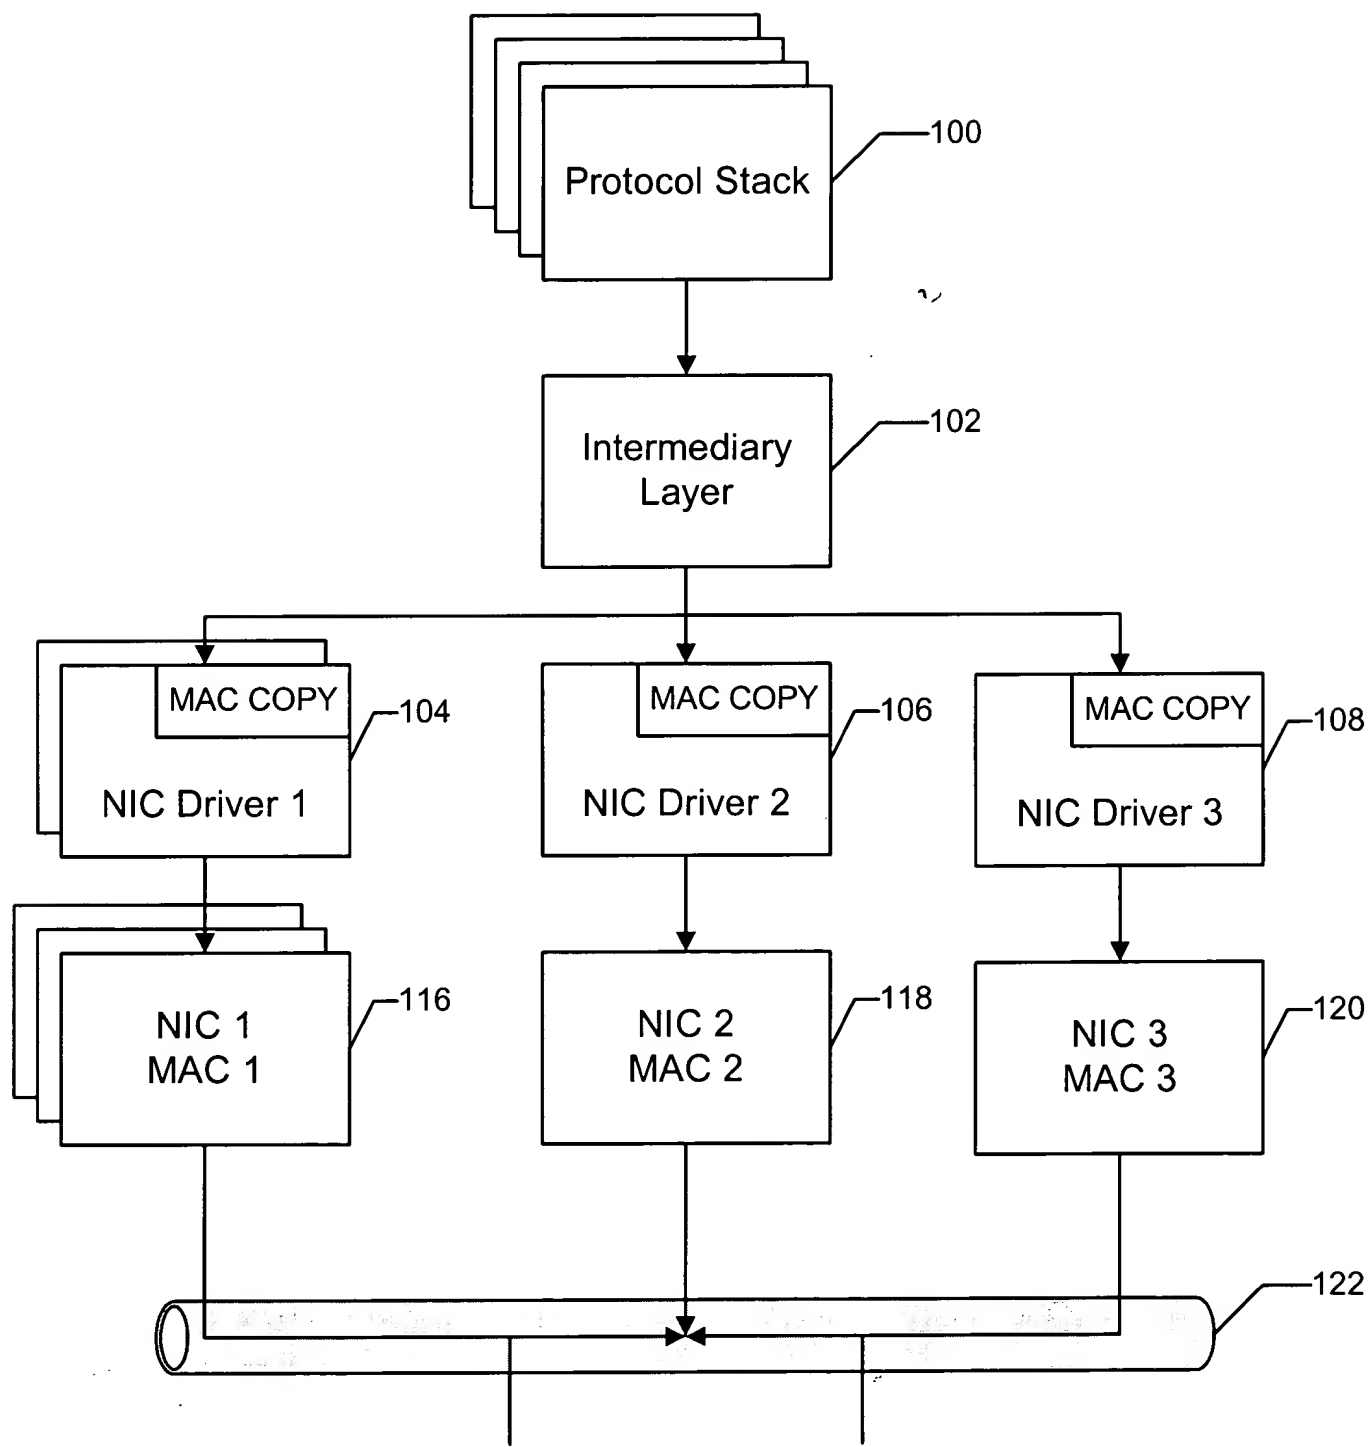 Protocol Stack
100
Intermediary
Layer
102
MAC COPY
NIC Driver 1
104
MAC COPY
NIC Driver 2
106
MAC COPY
NIC Driver 3
108
NIC 1
MAC 1
116
NIC 2
MAC 2
118
NIC 3
MAC 3
120
122